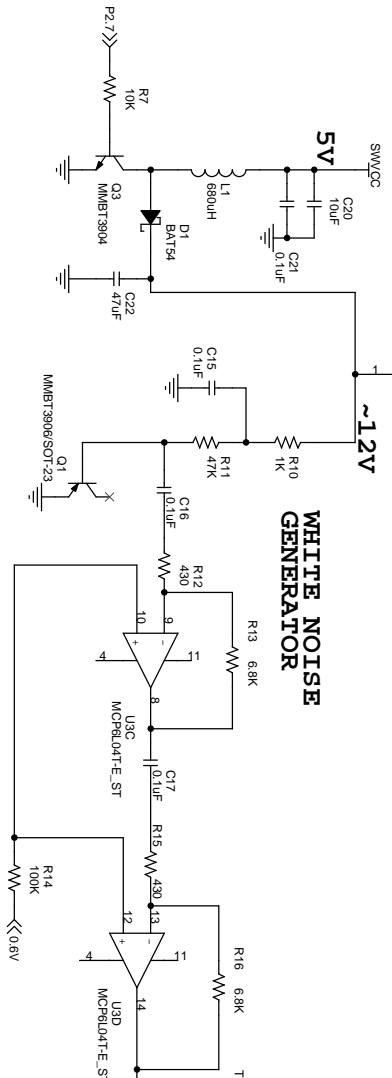 P2.7
R7
10K
Q3
MMBT3904
5V
SWVCC
L1
680uH
C20
10uF
C21
0.1uF
D1
BAT54
C22
47uF
1
~12V
C15
0.1uF
R10
1K
R11
47K
Q1
MMBT3906/SOT-23
C16
0.1uF
WHITE NOISE
GENERATOR
R12
430
R13
6.8K
10
9
+
-
4
11
8
U3C
MCP6L04T-E_ST
C17
0.1uF
R15
430
R14
100K
0.6V
R16
6.8K
12
13
+
-
4
11
14
U3D
MCP6L04T-E_ST
T